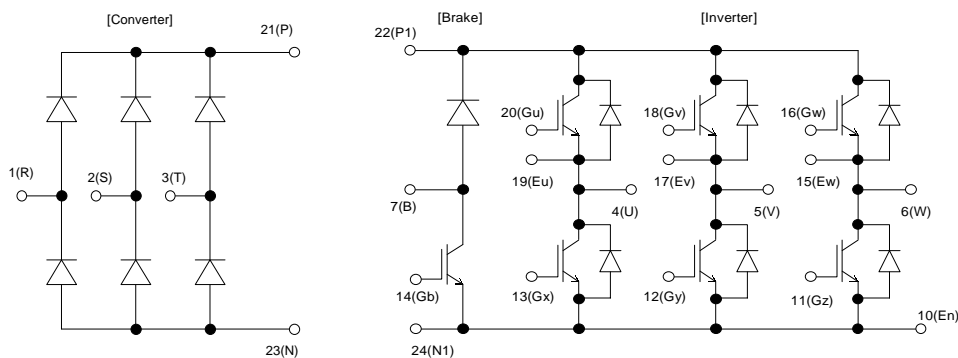 [Converter]
21(P)
1(R)
2(S)
3(T)
23(N)
[Brake]
[Inverter]
22(P1)
20(Gu)
18(Gv)
16(Gw)
19(Eu)
17(Ev)
15(Ew)
7(B)
4(U)
5(V)
6(W)
14(Gb)
13(Gx)
12(Gy)
11(Gz)
24(N1)
10(En)